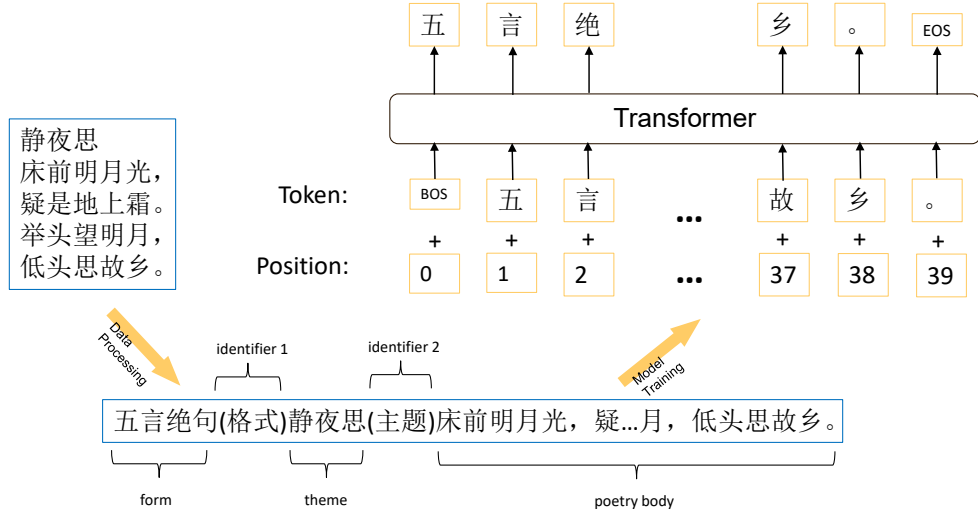 五 言 绝 乡 。 EOS
Transformer
静夜思
床前明月光，
疑是地上霜。
举头望明月，
低头思故乡。
Token: BOS 五 言 ... 故 乡 。
+ + + + + +
Position: 0 1 2 ... 37 38 39
Data
Processing
Model
Training
identifier 1 identifier 2
五言绝句(格式)静夜思(主题)床前明月光，疑...月，低头思故乡。
form theme poetry body